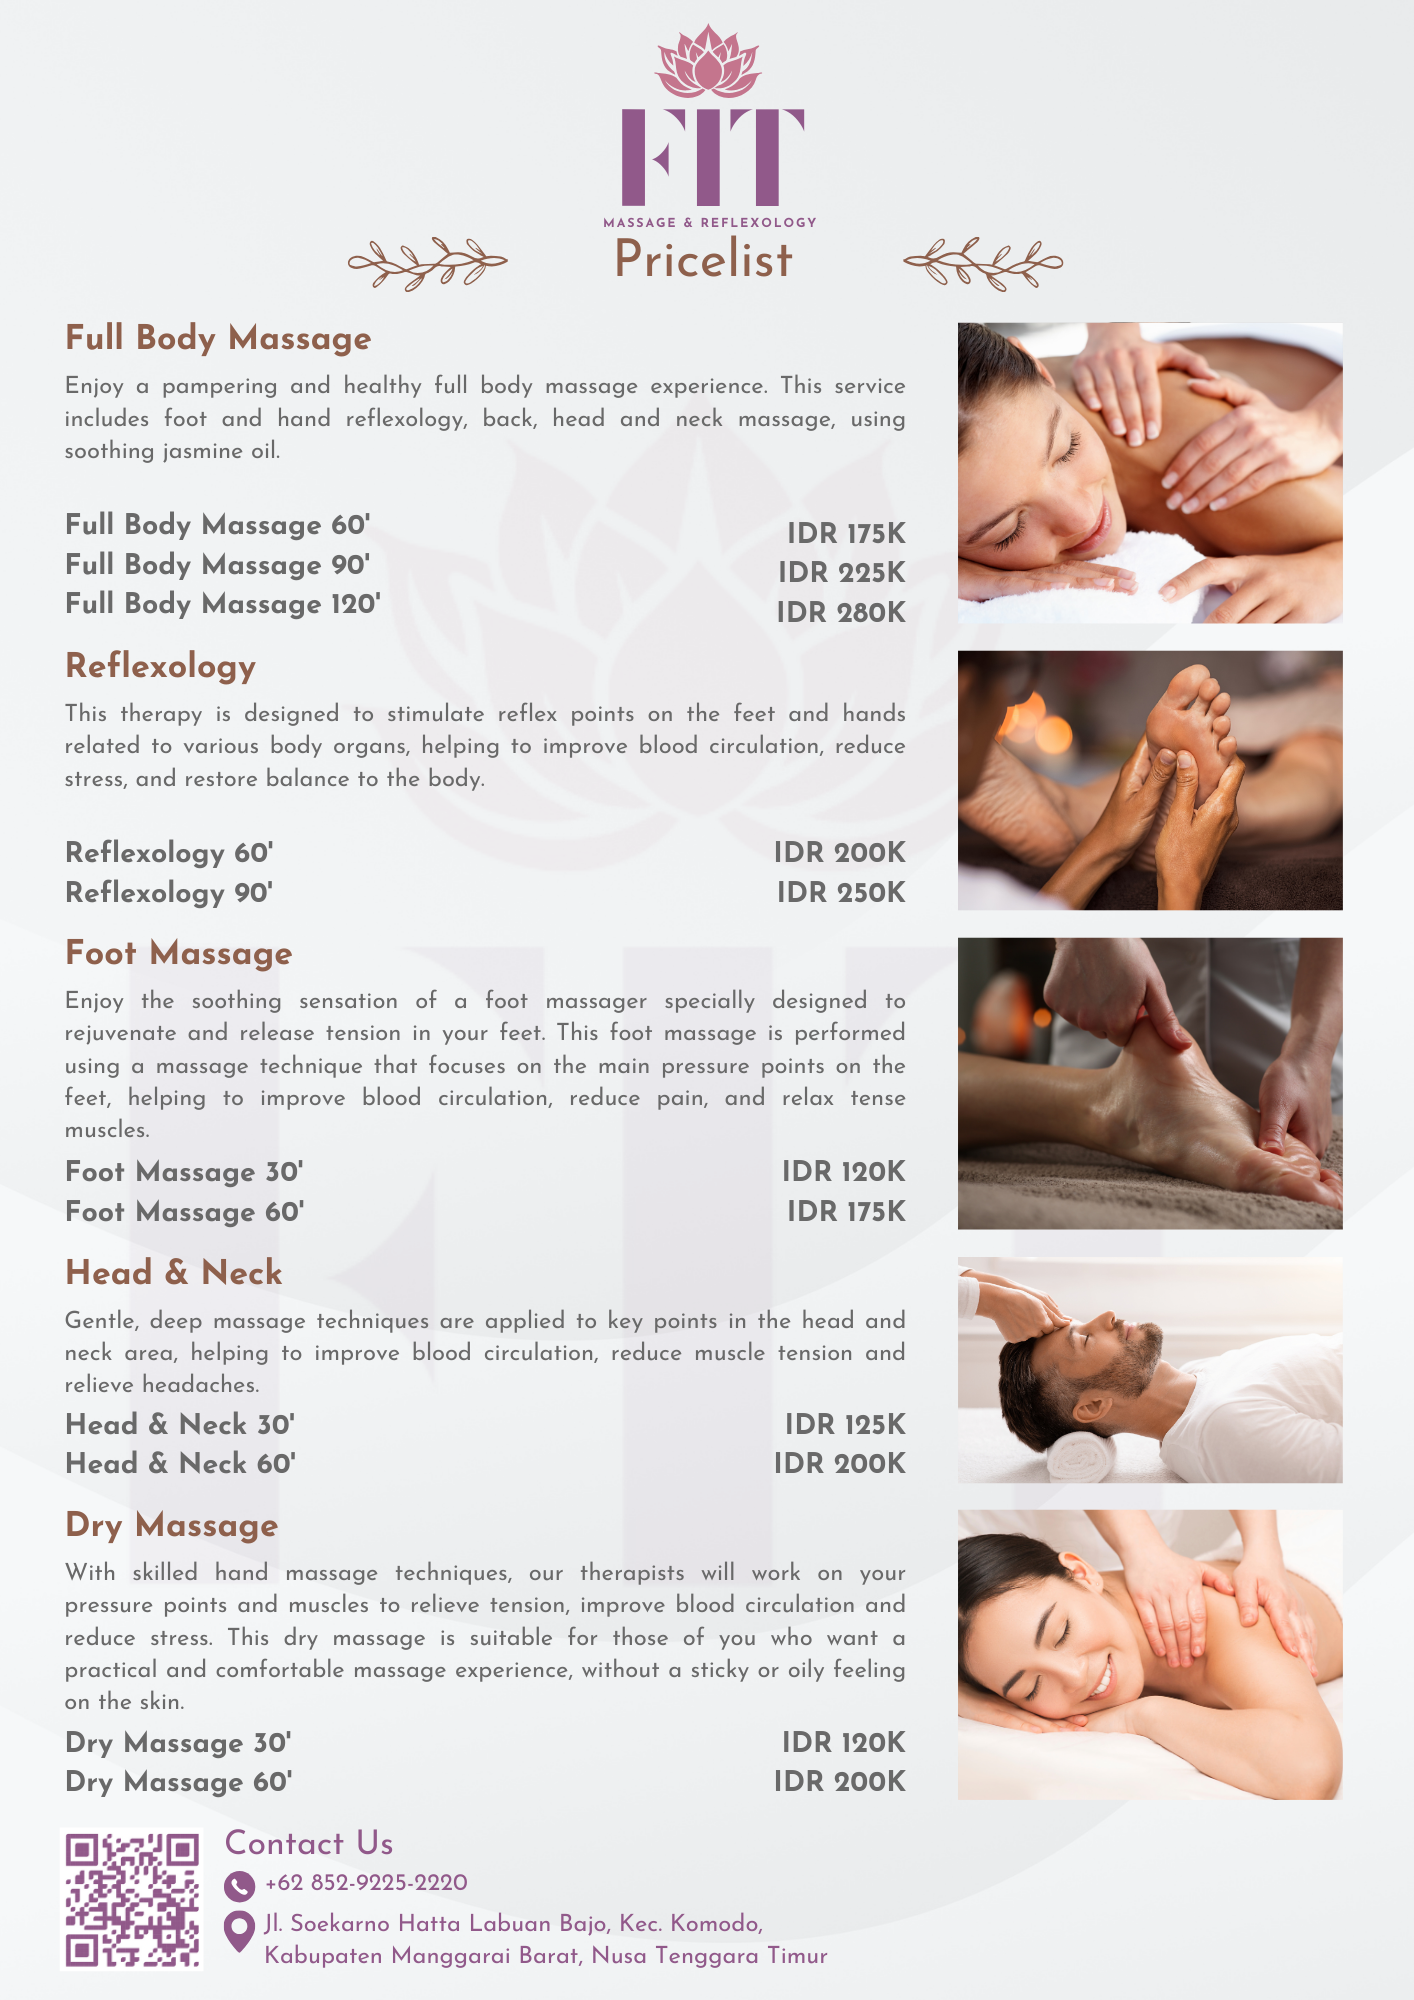 FIT
MASSAGE & REFLEXOLOGY
Pricelist
Full Body Massage
Enjoy a pampering and healthy full body massage experience. This service
includes foot and hand reflexology, back, head and neck massage, using
soothing jasmine oil.
Full Body Massage 60' IDR 175K
Full Body Massage 90' IDR 225K
Full Body Massage 120' IDR 280K
Reflexology
This therapy is designed to stimulate reflex points on the feet and hands
related to various body organs, helping to improve blood circulation, reduce
stress, and restore balance to the body.
Reflexology 60' IDR 200K
Reflexology 90' IDR 250K
Foot Massage
Enjoy the soothing sensation of a foot massager specially designed to
rejuvenate and release tension in your feet. This foot massage is performed
using a massage technique that focuses on the main pressure points on the
feet, helping to improve blood circulation, reduce pain, and relax tense
muscles.
Foot Massage 30' IDR 120K
Foot Massage 60' IDR 175K
Head & Neck
Gentle, deep massage techniques are applied to key points in the head and
neck area, helping to improve blood circulation, reduce muscle tension and
relieve headaches.
Head & Neck 30' IDR 125K
Head & Neck 60' IDR 200K
Dry Massage
With skilled hand massage techniques, our therapists will work on your
pressure points and muscles to relieve tension, improve blood circulation and
reduce stress. This dry massage is suitable for those of you who want a
practical and comfortable massage experience, without a sticky or oily feeling
on the skin.
Dry Massage 30' IDR 120K
Dry Massage 60' IDR 200K
Contact Us
+62 852-9225-2220
Jl. Soekarno Hatta Labuan Bajo, Kec. Komodo,
Kabupaten Manggarai Barat, Nusa Tenggara Timur